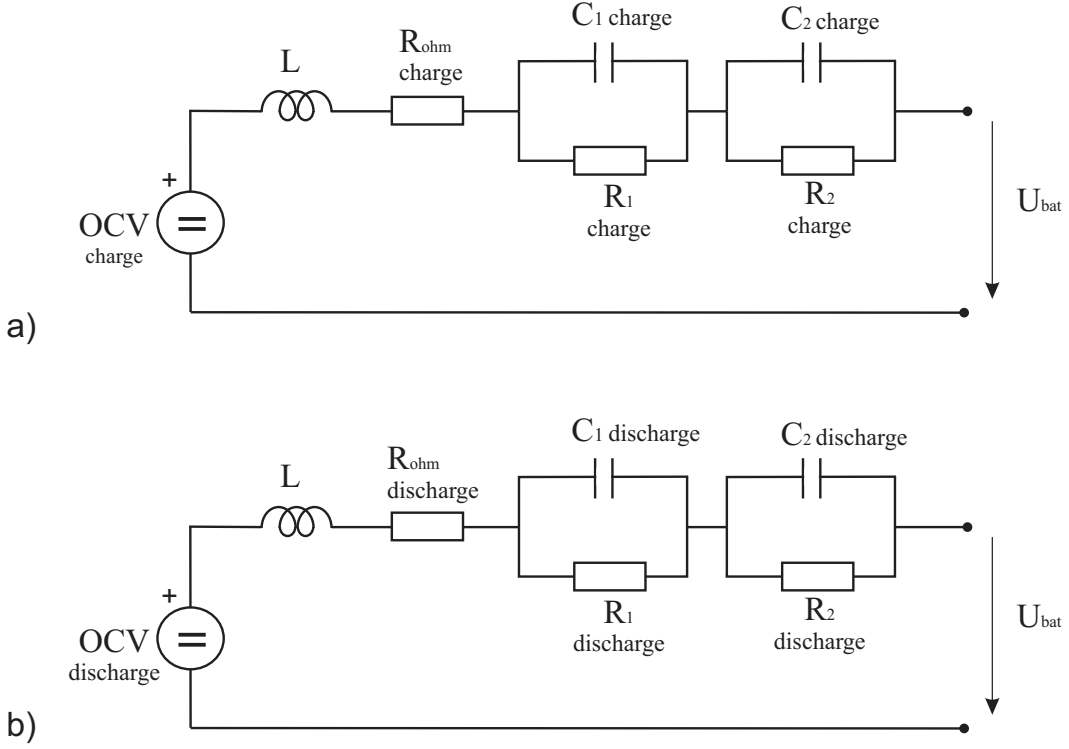 C1 charge
C2 charge
L
Rohm
charge
+
OCV
charge
=
R1
charge
R2
charge
Ubat
a)
C1 discharge
C2 discharge
L
Rohm
discharge
+
OCV
discharge
=
R1
discharge
R2
discharge
Ubat
b)